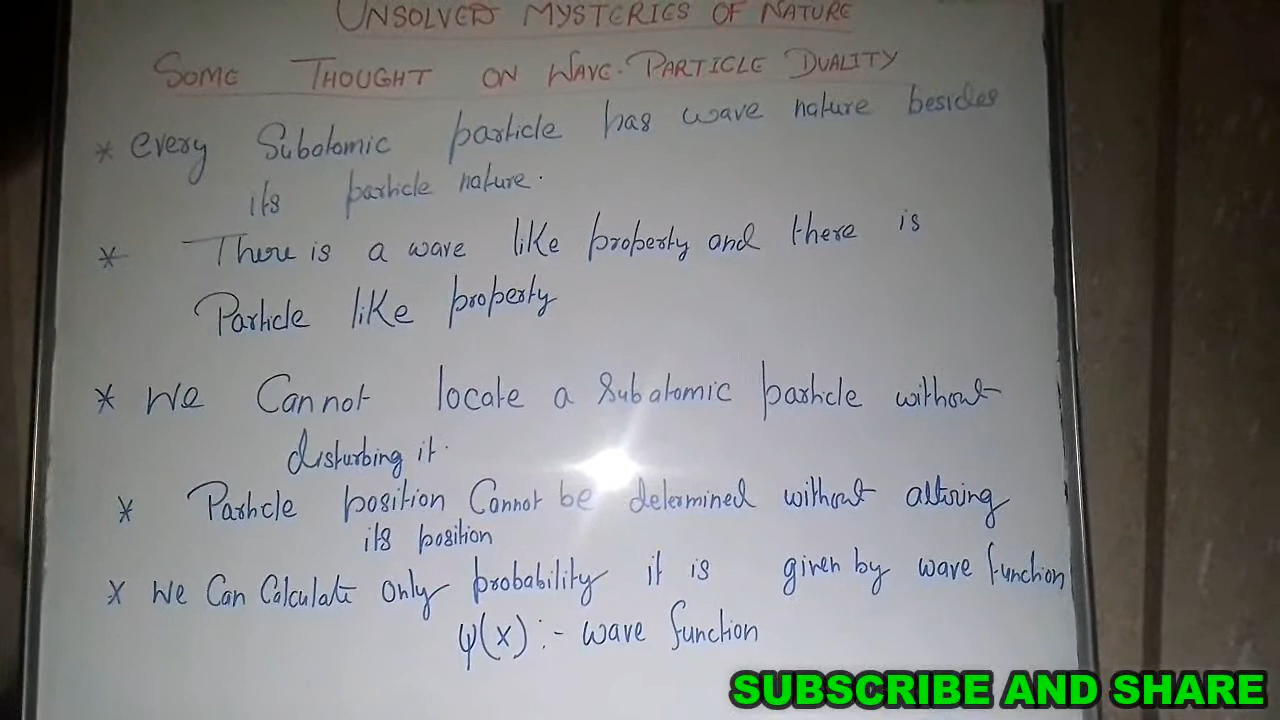 UNSOLVED MYSTERIES OF NATURE
SOME THOUGHT ON WAVE-PARTICLE DUALITY
* every Subatomic particle has wave nature besides
its particle nature.
* There is a wave like property and there is
Particle like property
* We Cannot locate a Subatomic particle without
disturbing it.
* Particle position Cannot be determined without altering
its position
* We Can Calculate only probability it is given by wave function
ψ(x) :- wave function
SUBSCRIBE AND SHARE